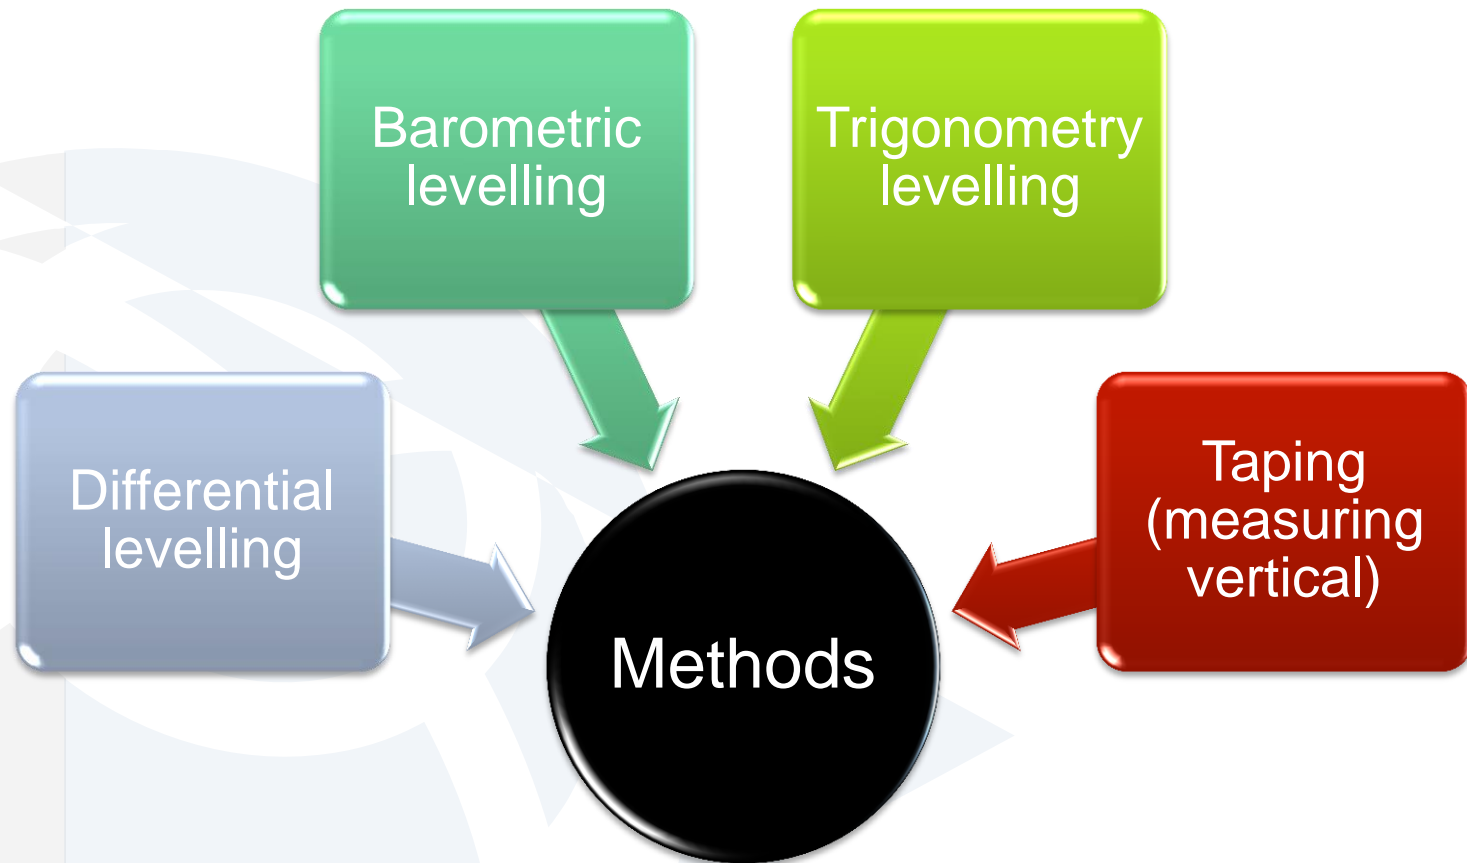 Barometric
levelling
Trigonometry
levelling
Differential
levelling
Taping
(measuring
vertical)
Methods